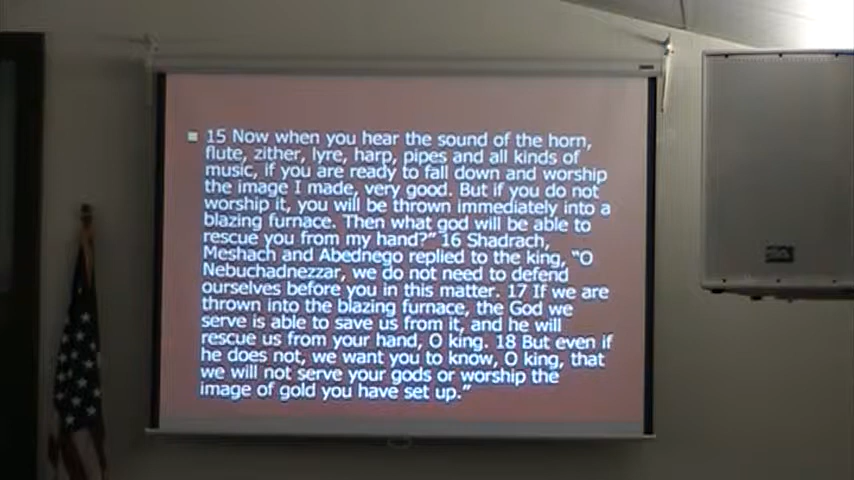 15 Now when you hear the sound of the horn,
flute, zither, lyre, harp, pipes and all kinds of
music, if you are ready to fall down and worship
the image I made, very good. But if you do not
worship it, you will be thrown immediately into a
blazing furnace. Then what god will be able to
rescue you from my hand?” 16 Shadrach,
Meshach and Abednego replied to the king, “O
Nebuchadnezzar, we do not need to defend
ourselves before you in this matter. 17 If we are
thrown into the blazing furnace, the God we
serve is able to save us from it, and he will
rescue us from your hand, O king. 18 But even if
he does not, we want you to know, O king, that
we will not serve your gods or worship the
image of gold you have set up.”